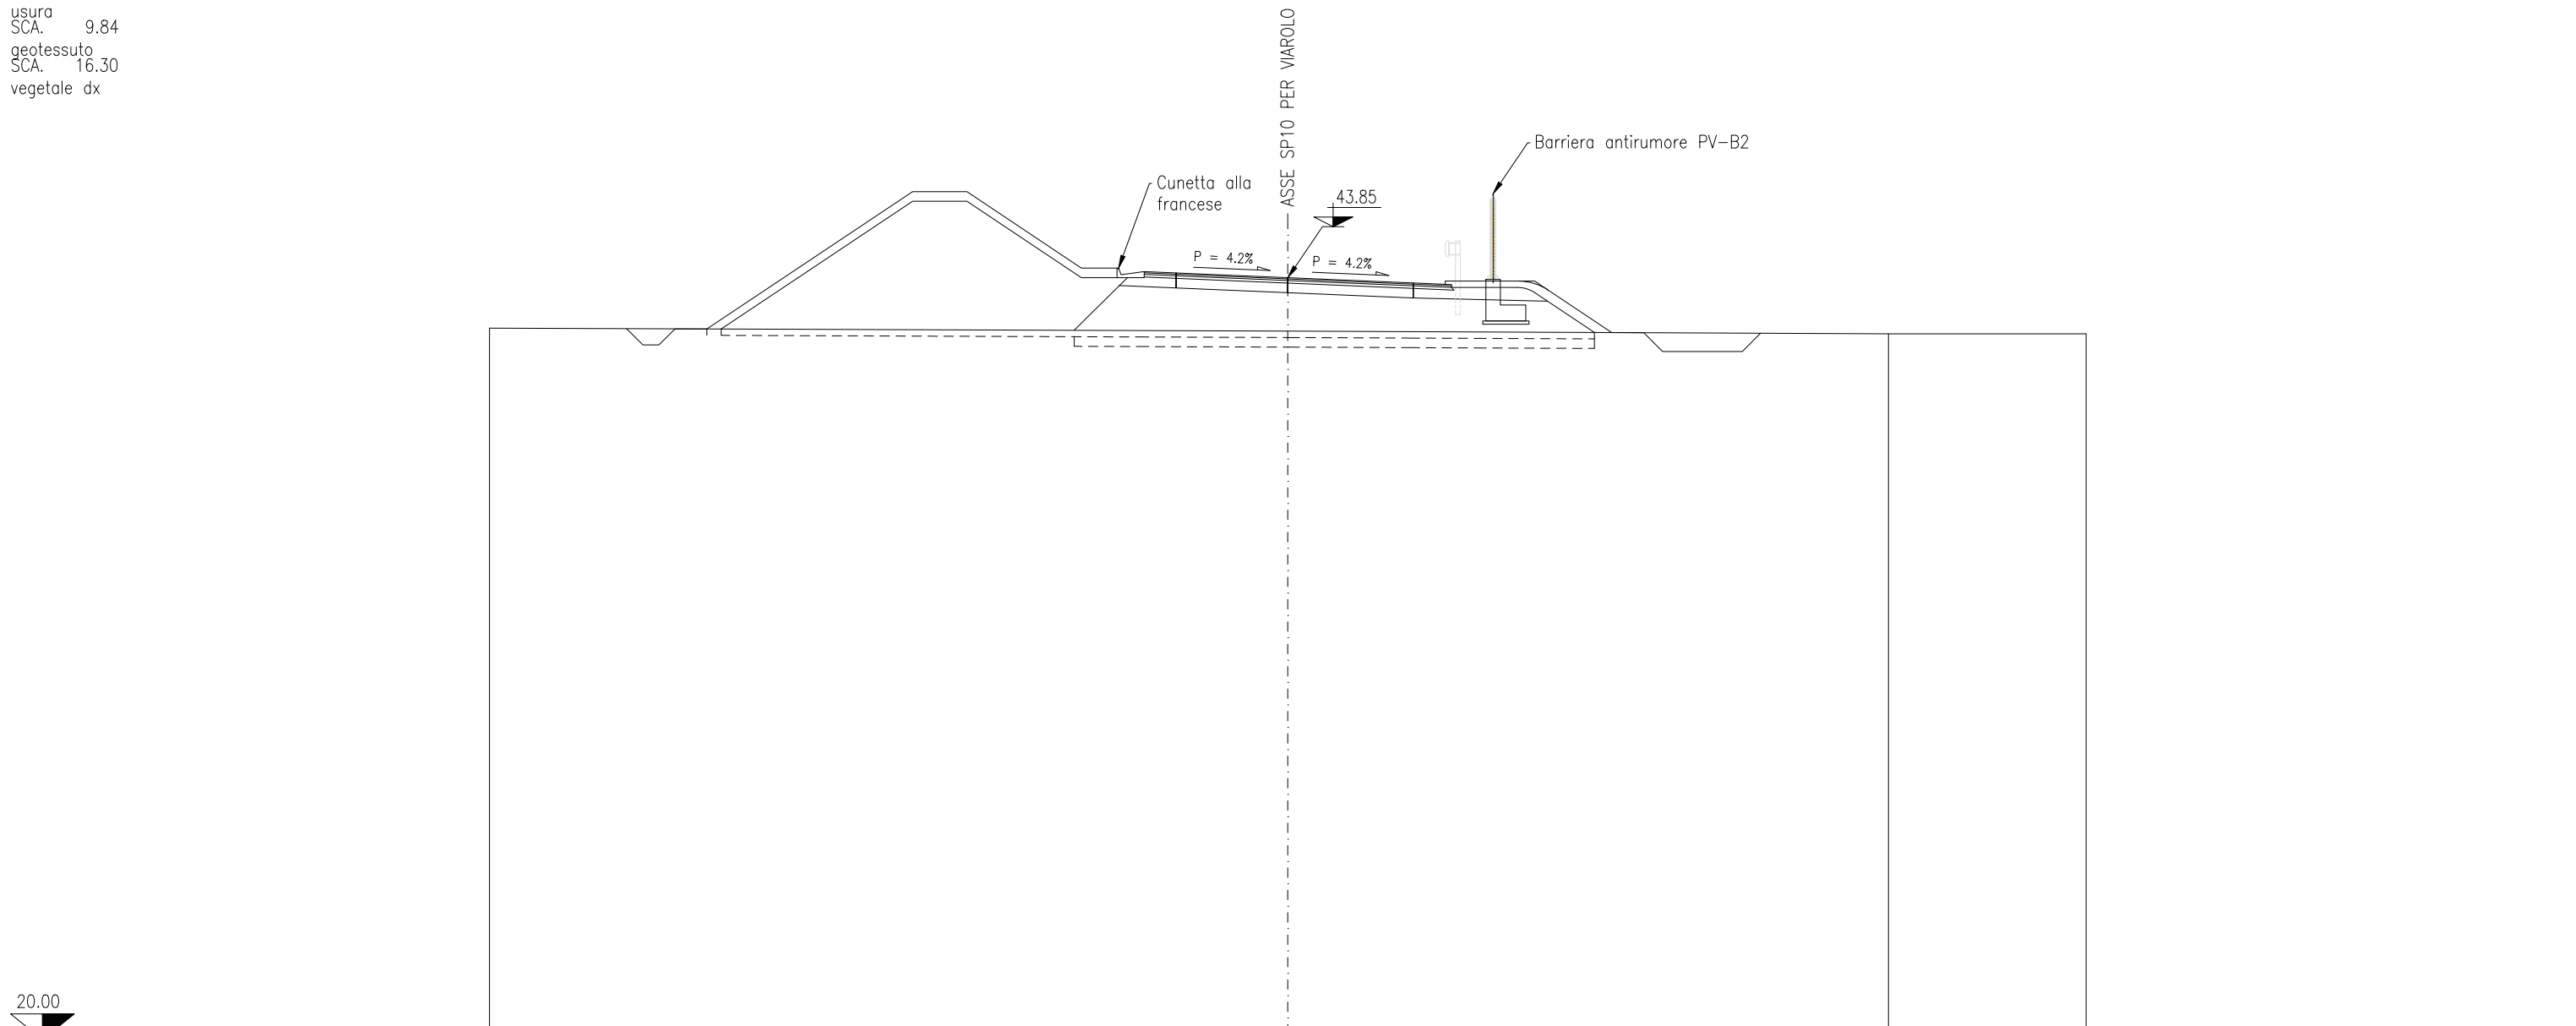 usura
SCA. 9.84
geotessuto
SCA. 16.30
vegetale dx
ASSE SP10 PER VIAROLO
Barriera antirumore PV-B2
Cunetta alla
francese
43.85
P = 4.2%
P = 4.2%
20.00